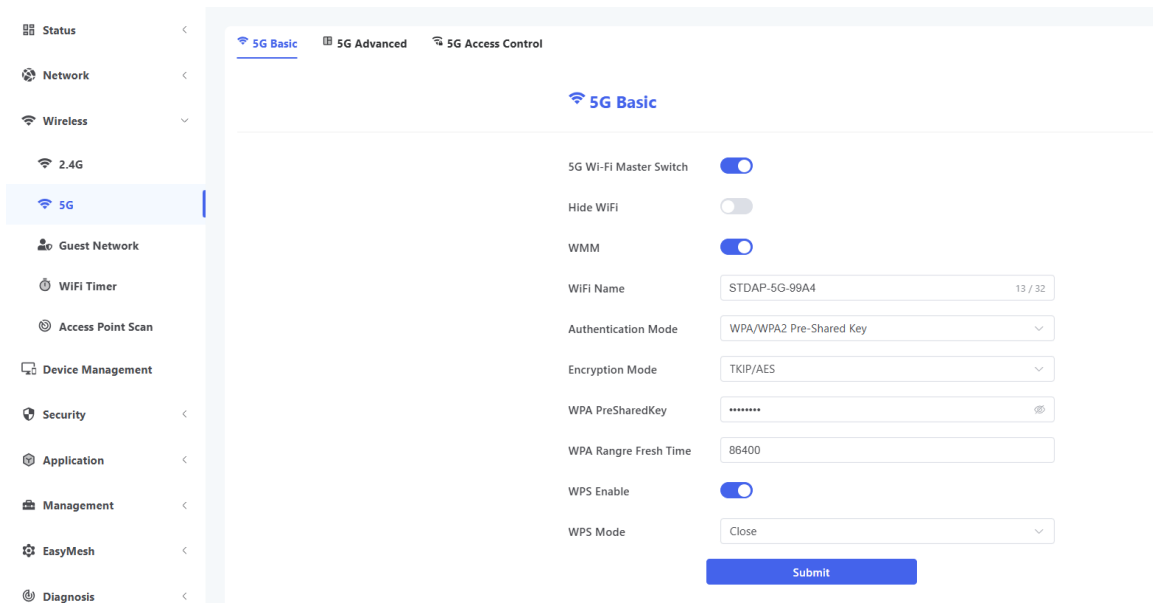 Status
Network
Wireless
2.4G
5G
Guest Network
WiFi Timer
Access Point Scan
Device Management
Security
Application
Management
EasyMesh
Diagnosis
5G Basic 5G Advanced 5G Access Control
5G Basic
5G Wi-Fi Master Switch
Hide WiFi
WMM
WiFi Name STDAP-5G-99A4 13 / 32
Authentication Mode WPA/WPA2 Pre-Shared Key
Encryption Mode TKIP/AES
WPA PreSharedKey ••••••••
WPA Rangre Fresh Time 86400
WPS Enable
WPS Mode Close
Submit